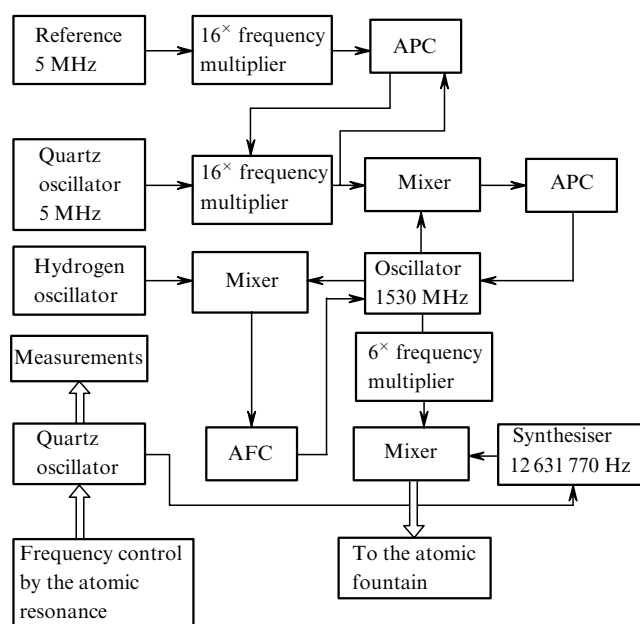 Reference
5 MHz
16× frequency
multiplier
APC
Quartz
oscillator
5 MHz
16× frequency
multiplier
Mixer
APC
Hydrogen
oscillator
Mixer
Oscillator
1530 MHz
Measurements
6× frequency
multiplier
Quartz
oscillator
AFC
Mixer
Synthesiser
12 631 770 Hz
Frequency control
by the atomic
resonance
To the atomic
fountain